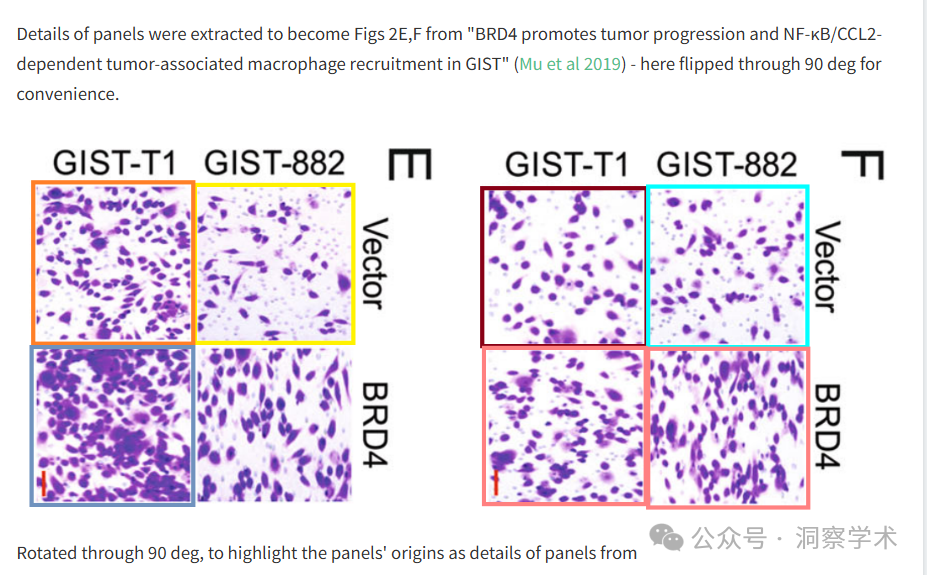 Details of panels were extracted to become Figs 2E,F from "BRD4 promotes tumor progression and NF-κB/CCL2-
dependent tumor-associated macrophage recruitment in GIST" (Mu et al 2019) - here flipped through 90 deg for
convenience.
GIST-T1 GIST-882 E
Vector
BRD4
GIST-T1 GIST-882 F
Vector
BRD4
公众号 · 洞察学术
Rotated through 90 deg, to highlight the panels' origins as details of panels from